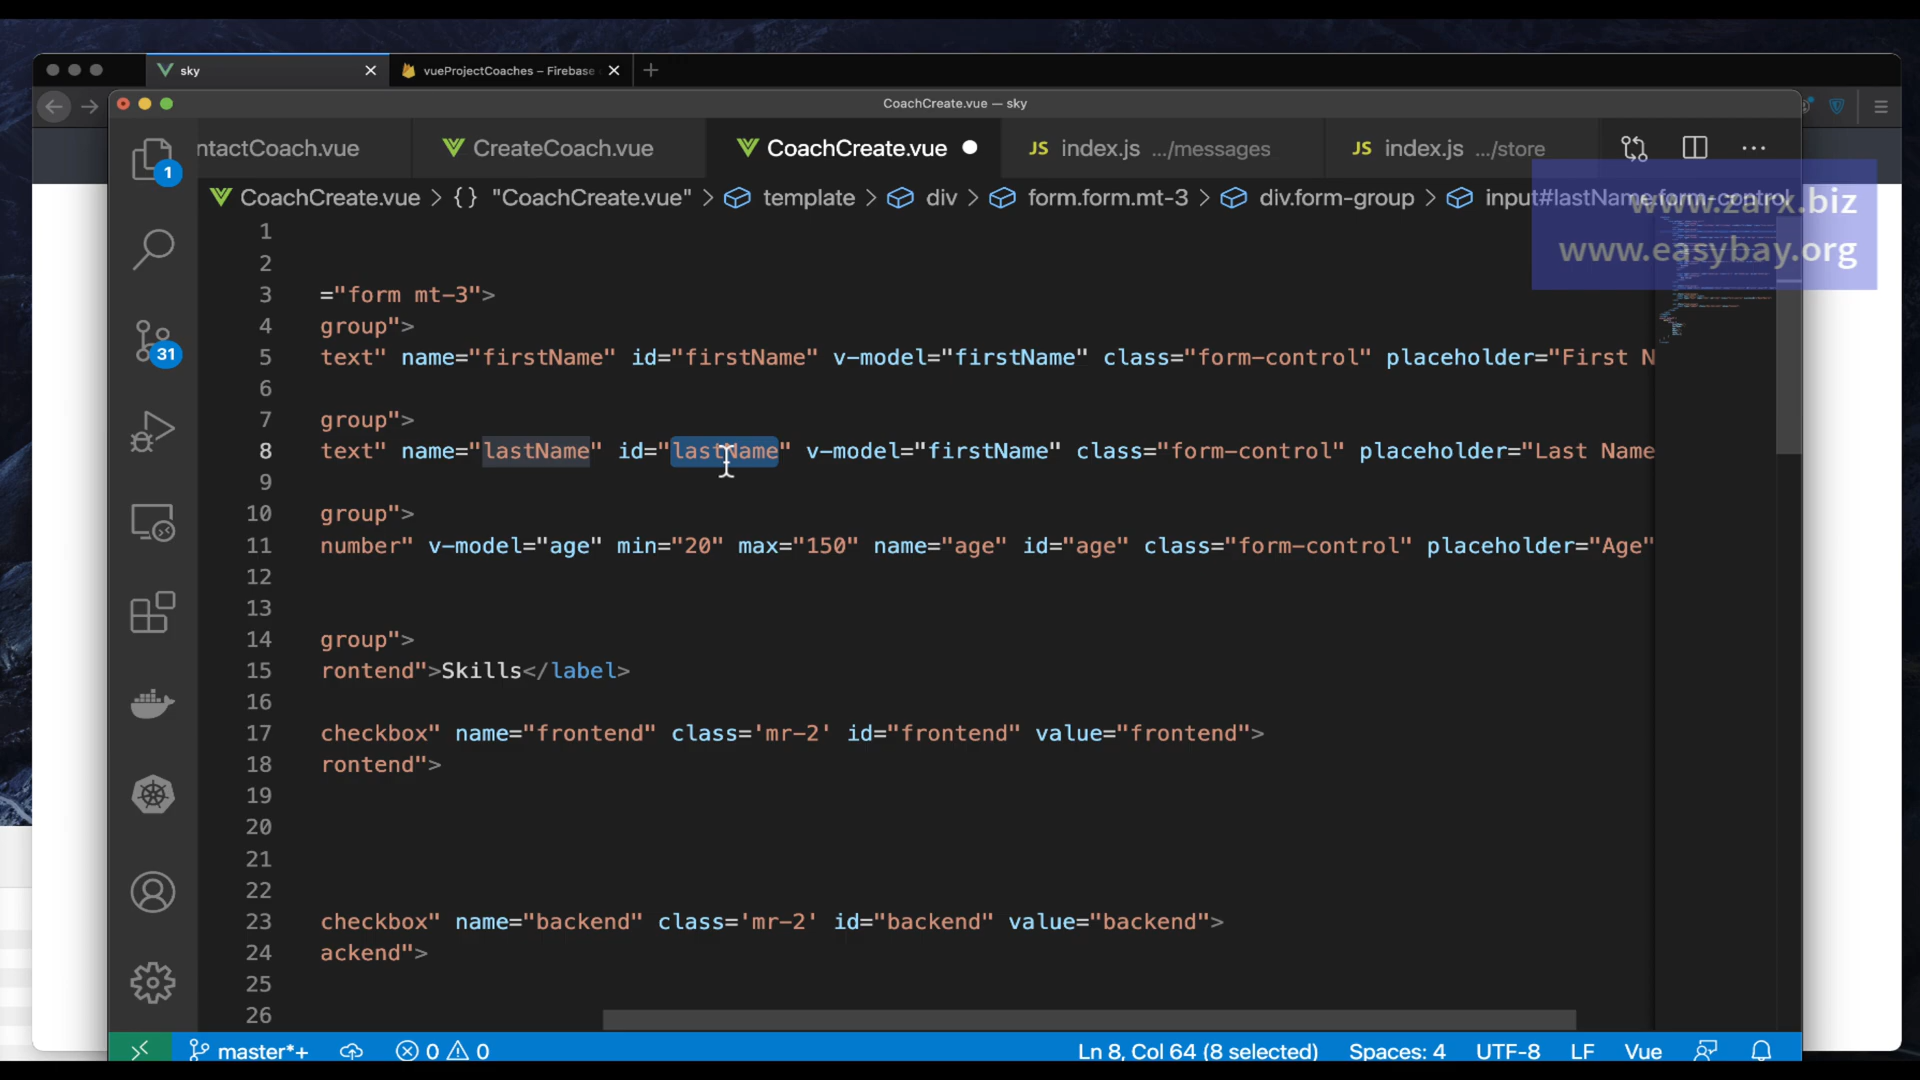 sky
vueProjectCoaches – Firebase
CoachCreate.vue — sky
ntactCoach.vue
CreateCoach.vue
CoachCreate.vue
JS index.js .../messages
JS index.js .../store
1
CoachCreate.vue > {} "CoachCreate.vue" > template > div > form.form.mt-3 > div.form-group > input#lastName.form-control
www.zarx.biz
www.easybay.org
1
2
3 ="form mt-3">
4 group">
5 text" name="firstName" id="firstName" v-model="firstName" class="form-control" placeholder="First N
6
7 group">
8 text" name="lastName" id="lastName" v-model="firstName" class="form-control" placeholder="Last Name
9
10 group">
11 number" v-model="age" min="20" max="150" name="age" id="age" class="form-control" placeholder="Age"
12
13
14 group">
15 rontend">Skills</label>
16
17 checkbox" name="frontend" class='mr-2' id="frontend" value="frontend">
18 rontend">
19
20
21
22
23 checkbox" name="backend" class='mr-2' id="backend" value="backend">
24 ackend">
25
26
31
master*+
0 0
Ln 8, Col 64 (8 selected)
Spaces: 4
UTF-8
LF
Vue